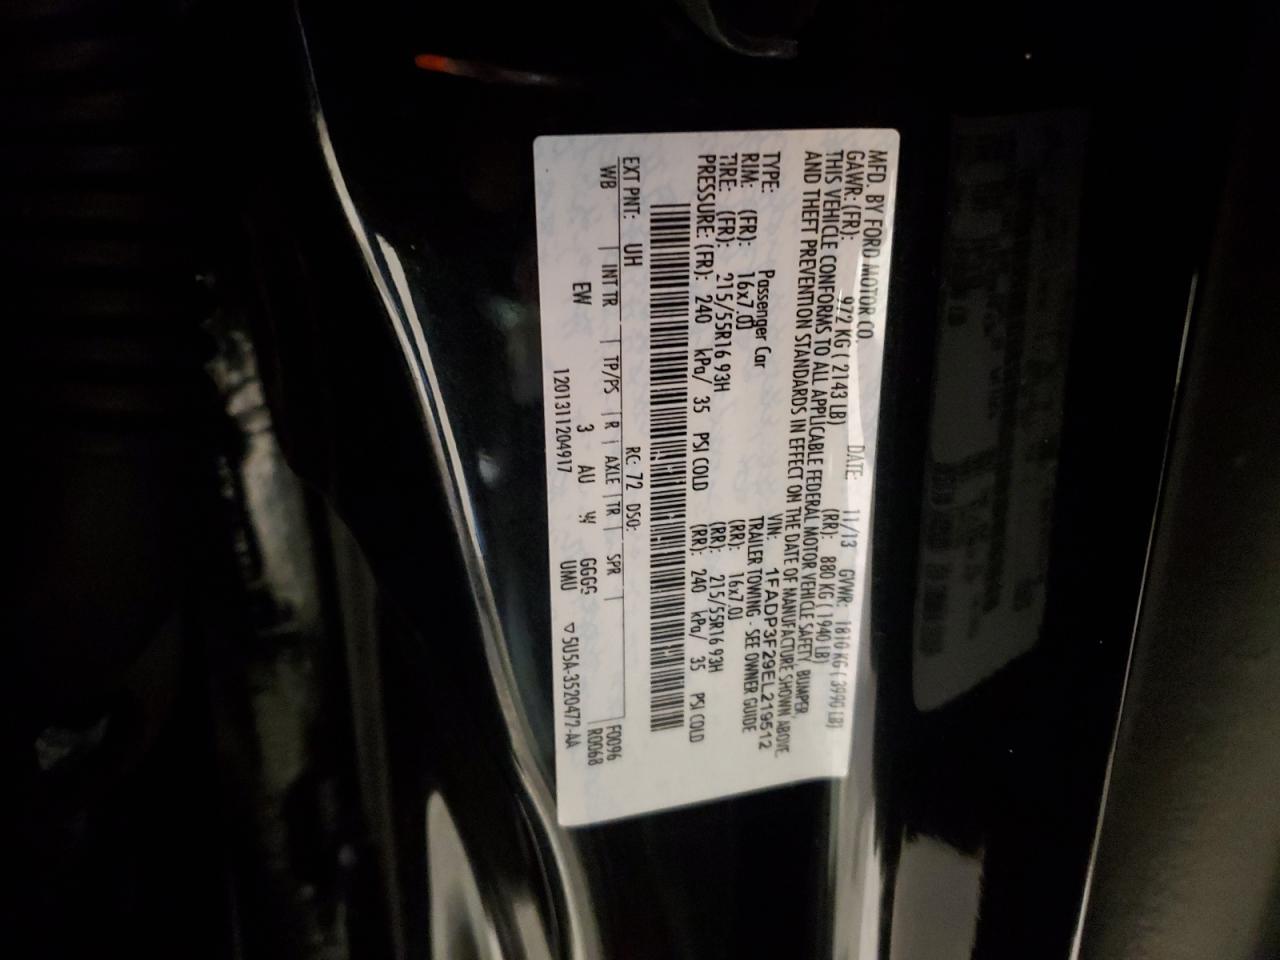 MFD. BY FORD MOTOR CO. DATE: 11/13 GVWR: 1810 KG ( 3990 LB)
GAWR: (FR): 972 KG ( 2143 LB) (RR): 880 KG ( 1940 LB)
THIS VEHICLE CONFORMS TO ALL APPLICABLE FEDERAL MOTOR VEHICLE SAFETY, BUMPER,
AND THEFT PREVENTION STANDARDS IN EFFECT ON THE DATE OF MANUFACTURE SHOWN ABOVE.
VIN: 1FADP3F29EL219512
TYPE: Passenger Car TRAILER TOWING - SEE OWNER GUIDE
RIM: (FR): 16x7.0J (RR): 16x7.0J
TIRE: (FR): 215/55R16 93H (RR): 215/55R16 93H
PRESSURE: (FR): 240 kPa/ 35 PSI COLD (RR): 240 kPa/ 35 PSI COLD
EXT PNT: UH RC: 72 DSO: F0096
WB | INT TR | TP/PS | R | AXLE | TR | SPR | R0068
EW 3 AU GGGS
1201311204917 UMU ▽ 5U5A-3520472-AA